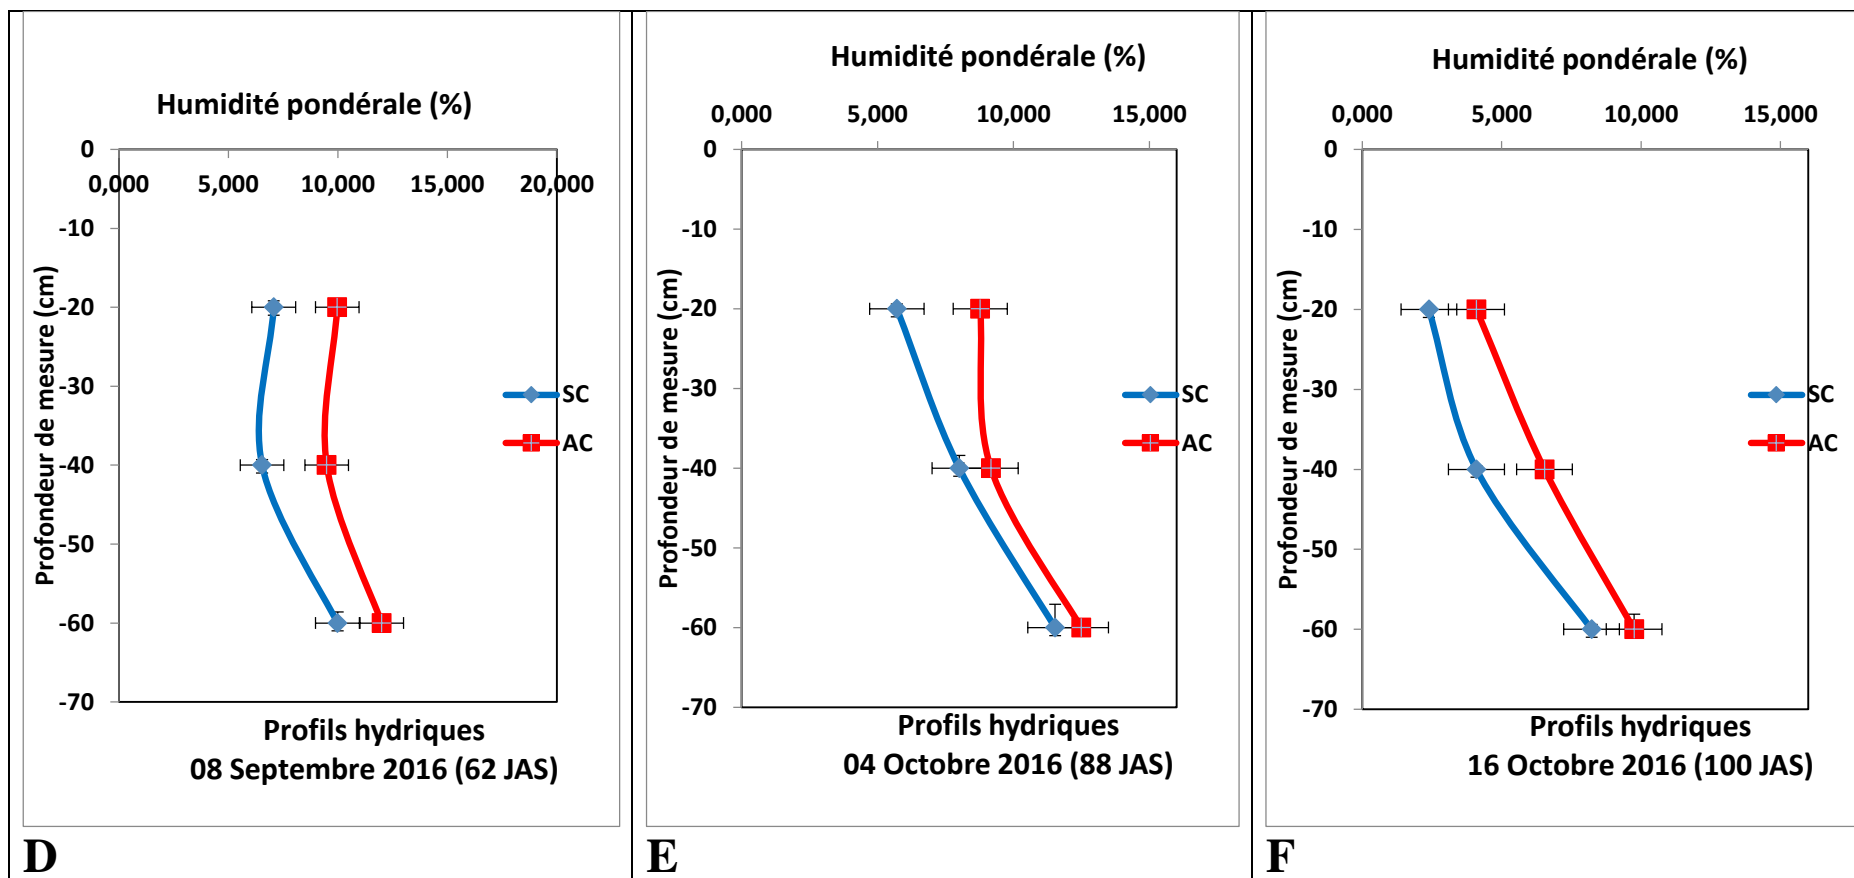 Humidité pondérale (%)
0
0,000 5,000 10,000 15,000 20,000
-10
-20
-30
-40
-50
-60
-70
Profondeur de mesure (cm)
SC
AC
Profils hydriques
08 Septembre 2016 (62 JAS)
D
Humidité pondérale (%)
0,000 5,000 10,000 15,000
0
-10
-20
-30
-40
-50
-60
-70
Profondeur de mesure (cm)
SC
AC
Profils hydriques
04 Octobre 2016 (88 JAS)
E
Humidité pondérale (%)
0,000 5,000 10,000 15,000
0
-10
-20
-30
-40
-50
-60
-70
Profondeur de mesure (cm)
SC
AC
Profils hydriques
16 Octobre 2016 (100 JAS)
F